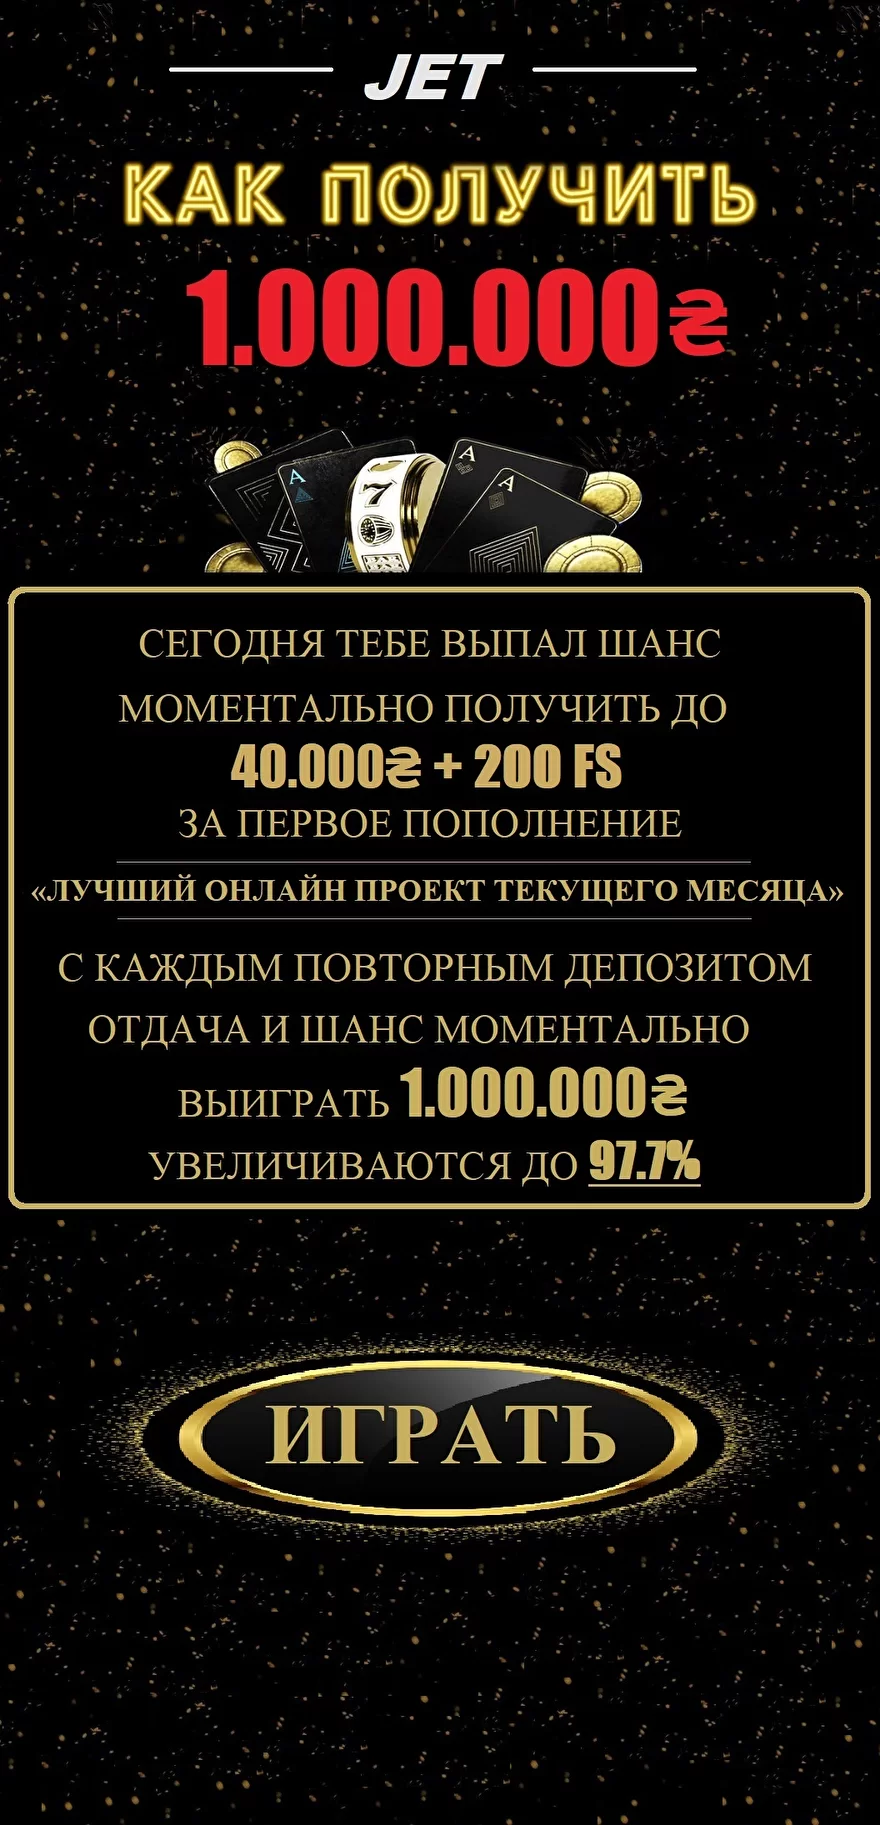 JET
КАК ПОЛУЧИТЬ
1.000.000₴
A
A
7
A
A
СЕГОДНЯ ТЕБЕ ВЫПАЛ ШАНС
МОМЕНТАЛЬНО ПОЛУЧИТЬ ДО
40.000₴ + 200 FS
ЗА ПЕРВОЕ ПОПОЛНЕНИЕ
«ЛУЧШИЙ ОНЛАЙН ПРОЕКТ ТЕКУЩЕГО МЕСЯЦА»
С КАЖДЫМ ПОВТОРНЫМ ДЕПОЗИТОМ
ОТДАЧА И ШАНС МОМЕНТАЛЬНО
ВЫИГРАТЬ 1.000.000₴
УВЕЛИЧИВАЮТСЯ ДО 97.7%
ИГРАТЬ